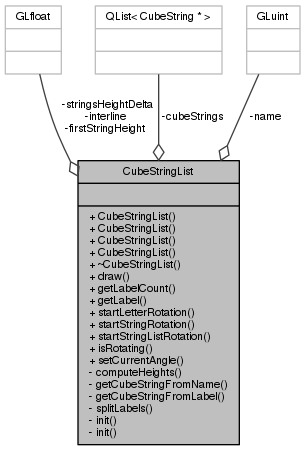 GLfloat
QList< CubeString * >
GLuint
-stringsHeightDelta
-interline
-firstStringHeight
-cubeStrings
-name
CubeStringList
+ CubeStringList()
+ CubeStringList()
+ CubeStringList()
+ CubeStringList()
+ ~CubeStringList()
+ draw()
+ getLabelCount()
+ getLabel()
+ startLetterRotation()
+ startStringRotation()
+ startStringListRotation()
+ isRotating()
+ setCurrentAngle()
- computeHeights()
- getCubeStringFromName()
- getCubeStringFromLabel()
- splitLabels()
- init()
- init()